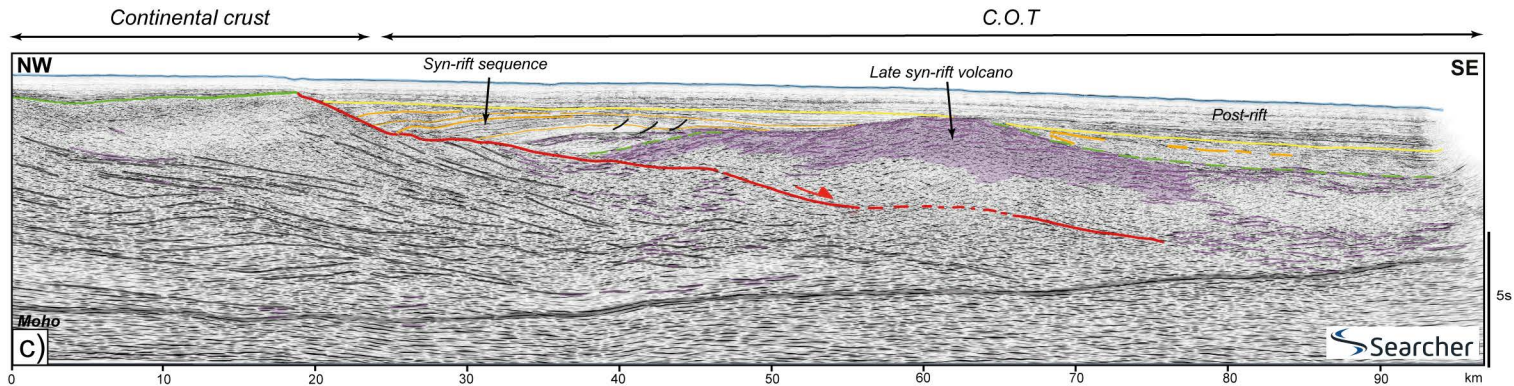 Continental crust
C.O.T
NW
SE
Syn-rift sequence
Late syn-rift volcano
Post-rift
5s
Moho
c)
Searcher
0 10 20 30 40 50 60 70 80 90 km